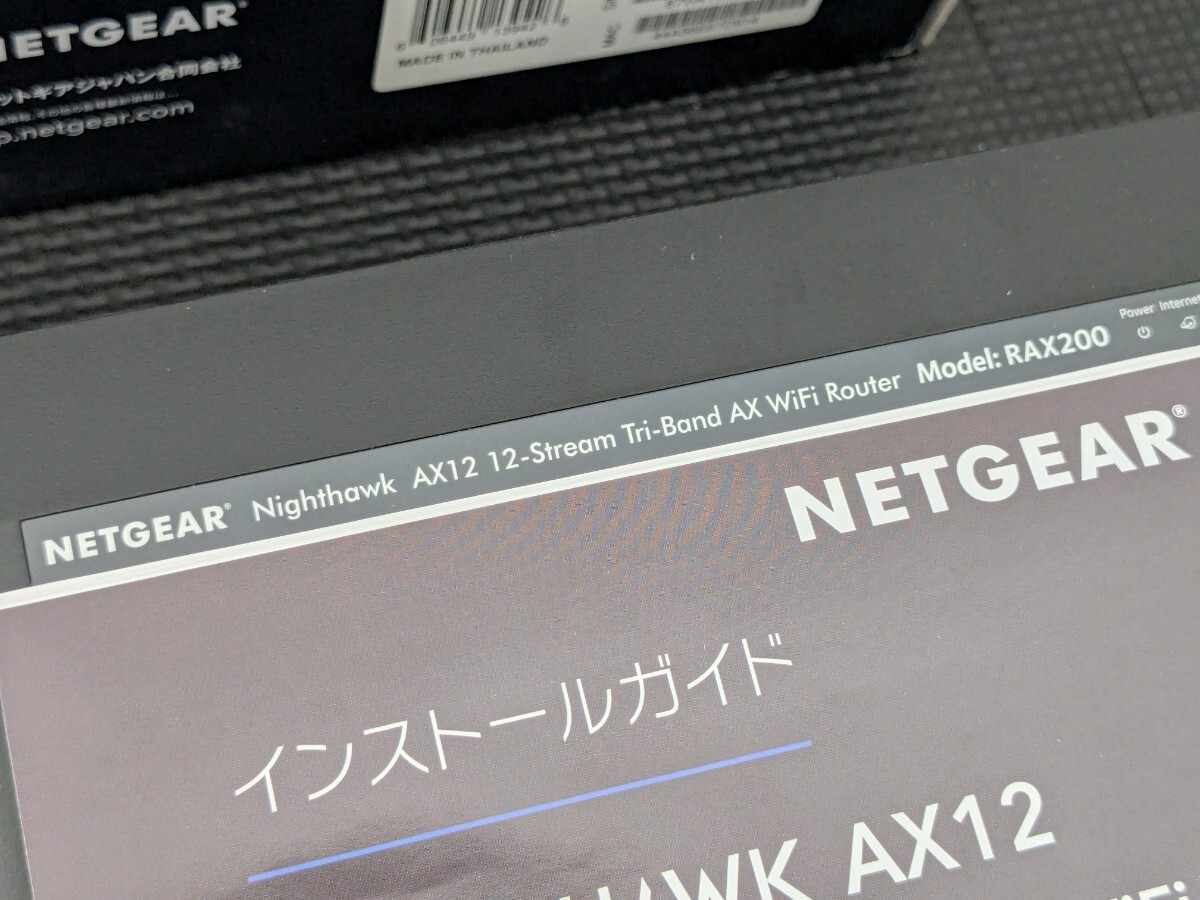 NETGEAR®
ットギアジャパン合同会社
p.netgear.com
MADE IN THAILAND
MAC
Power Internet
NETGEAR® Nighthawk AX12 12-Stream Tri-Band AX WiFi Router Model: RAX200
NETGEAR®
インストールガイド
AX12